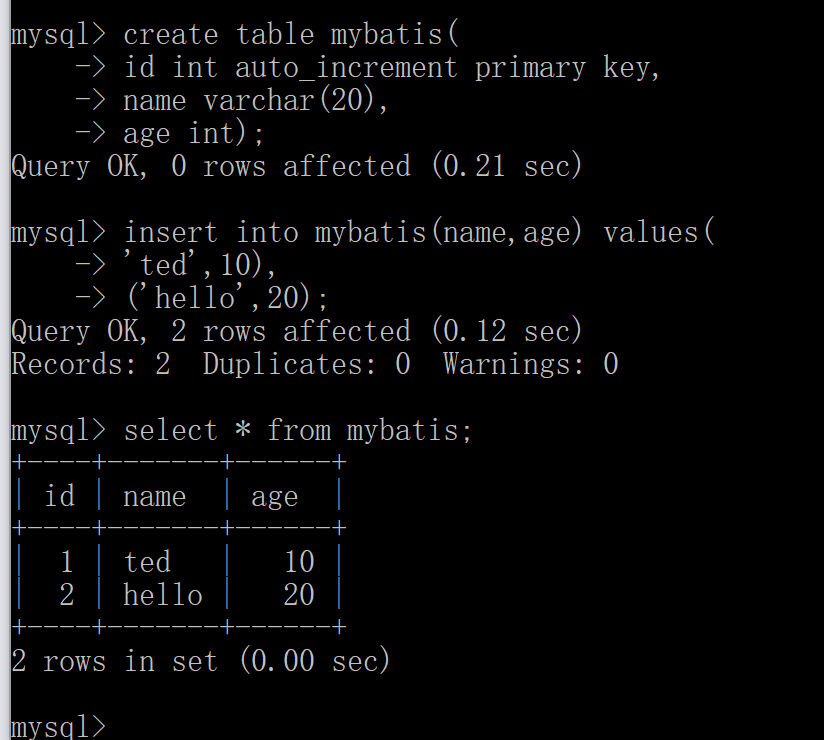 mysql> create table mybatis(
    -> id int auto_increment primary key,
    -> name varchar(20),
    -> age int);
Query OK, 0 rows affected (0.21 sec)

mysql> insert into mybatis(name,age) values(
    -> 'ted',10),
    -> ('hello',20);
Query OK, 2 rows affected (0.12 sec)
Records: 2  Duplicates: 0  Warnings: 0

mysql> select * from mybatis;
+----+-------+------+
| id | name  | age  |
+----+-------+------+
|  1 | ted   |   10 |
|  2 | hello |   20 |
+----+-------+------+
2 rows in set (0.00 sec)

mysql>